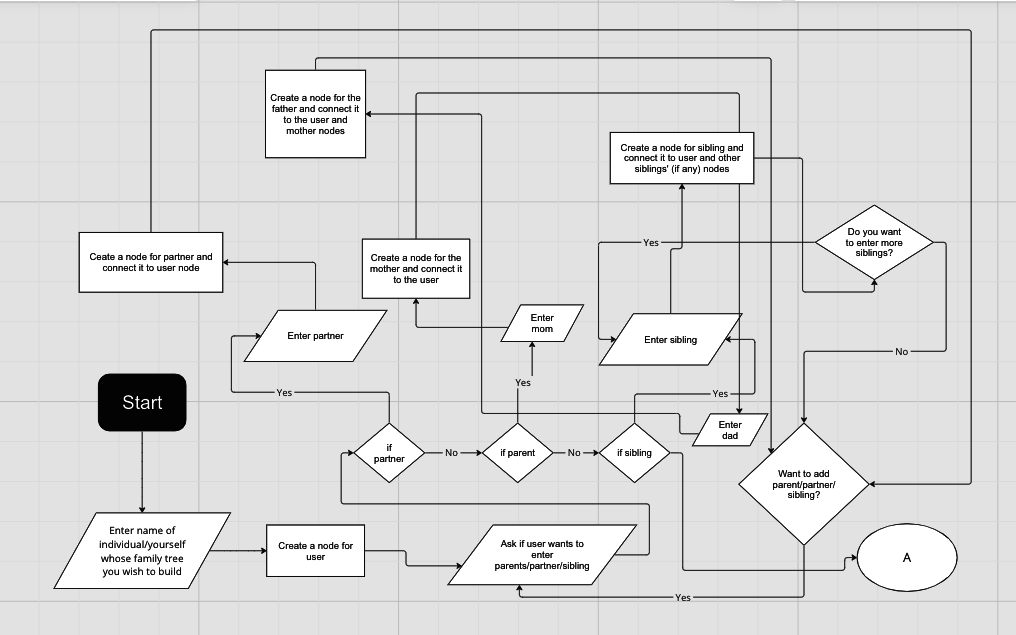 Create a node for the
father and connect it
to the user and
mother nodes
Create a node for sibling and
connect it to user and other
siblings' (if any) nodes
Do you want
to enter more
siblings?
Yes
Ceate a node for partner and
connect it to user node
Create a node for the
mother and connect it
to the user
Enter
mom
Enter partner
Enter sibling
No
Yes
Yes
Yes
Start
Enter
dad
if
partner
No
if parent
No
if sibling
Want to add
parent/partner/
sibling?
Enter name of
individual/yourself
whose family tree
you wish to build
Create a node for
user
Ask if user wants to
enter
parents/partner/sibling
A
Yes